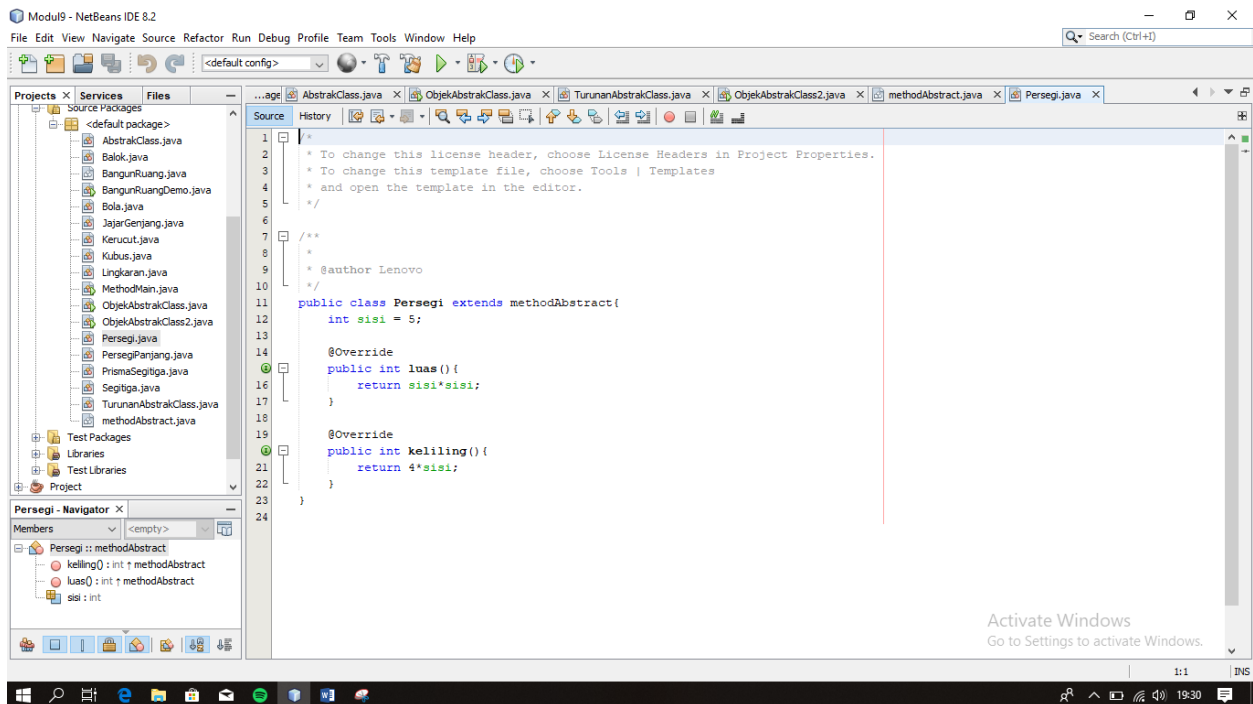 Modul9 - NetBeans IDE 8.2
File Edit View Navigate Source Refactor Run Debug Profile Team Tools Window Help
Search (Ctrl+I)
<default config>
Projects Services Files
...age AbstrakClass.java ObjekAbstrakClass.java TurunanAbstrakClass.java ObjekAbstrakClass2.java methodAbstract.java Persegi.java
Source History
Source Packages
<default package>
AbstrakClass.java
Balok.java
BangunRuang.java
BangunRuangDemo.java
Bola.java
JajarGenjang.java
Kerucut.java
Kubus.java
Lingkaran.java
MethodMain.java
ObjekAbstrakClass.java
ObjekAbstrakClass2.java
Persegi.java
PersegiPanjang.java
PrismaSegitiga.java
Segitiga.java
TurunanAbstrakClass.java
methodAbstract.java
Test Packages
Libraries
Test Libraries
Project
Persegi - Navigator
Members <empty>
Persegi :: methodAbstract
keliling() : int ↑ methodAbstract
luas() : int ↑ methodAbstract
sisi : int
1 /*
2 * To change this license header, choose License Headers in Project Properties.
3 * To change this template file, choose Tools | Templates
4 * and open the template in the editor.
5 */
6
7 /**
8 *
9 * @author Lenovo
10 */
11 public class Persegi extends methodAbstract{
12 int sisi = 5;
13
14 @Override
public int luas(){
16 return sisi*sisi;
17 }
18
19 @Override
public int keliling(){
21 return 4*sisi;
22 }
23 }
24
Activate Windows
Go to Settings to activate Windows.
1:1 INS
19:30